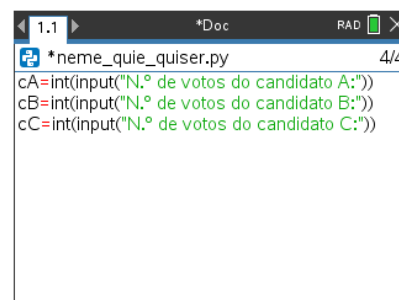 1.1 *Doc RAD
*neme_quie_quiser.py 4/4
cA=int(input("N.º de votos do candidato A:"))
cB=int(input("N.º de votos do candidato B:"))
cC=int(input("N.º de votos do candidato C:"))